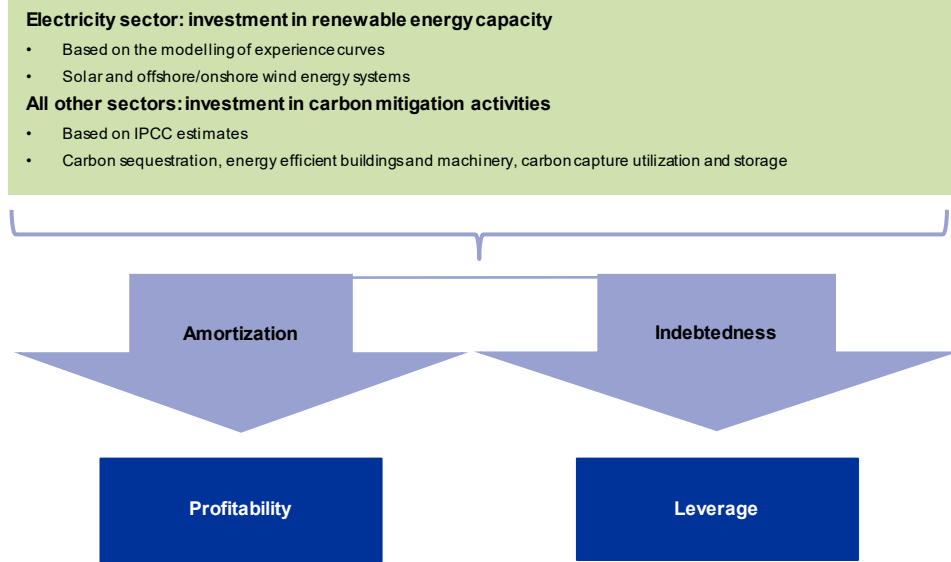 Electricity sector: investment in renewable energy capacity
• Based on the modelling of experience curves
• Solar and offshore/onshore wind energy systems
All other sectors: investment in carbon mitigation activities
• Based on IPCC estimates
• Carbon sequestration, energy efficient buildings and machinery, carbon capture utilization and storage
Amortization
Indebtedness
Profitability
Leverage